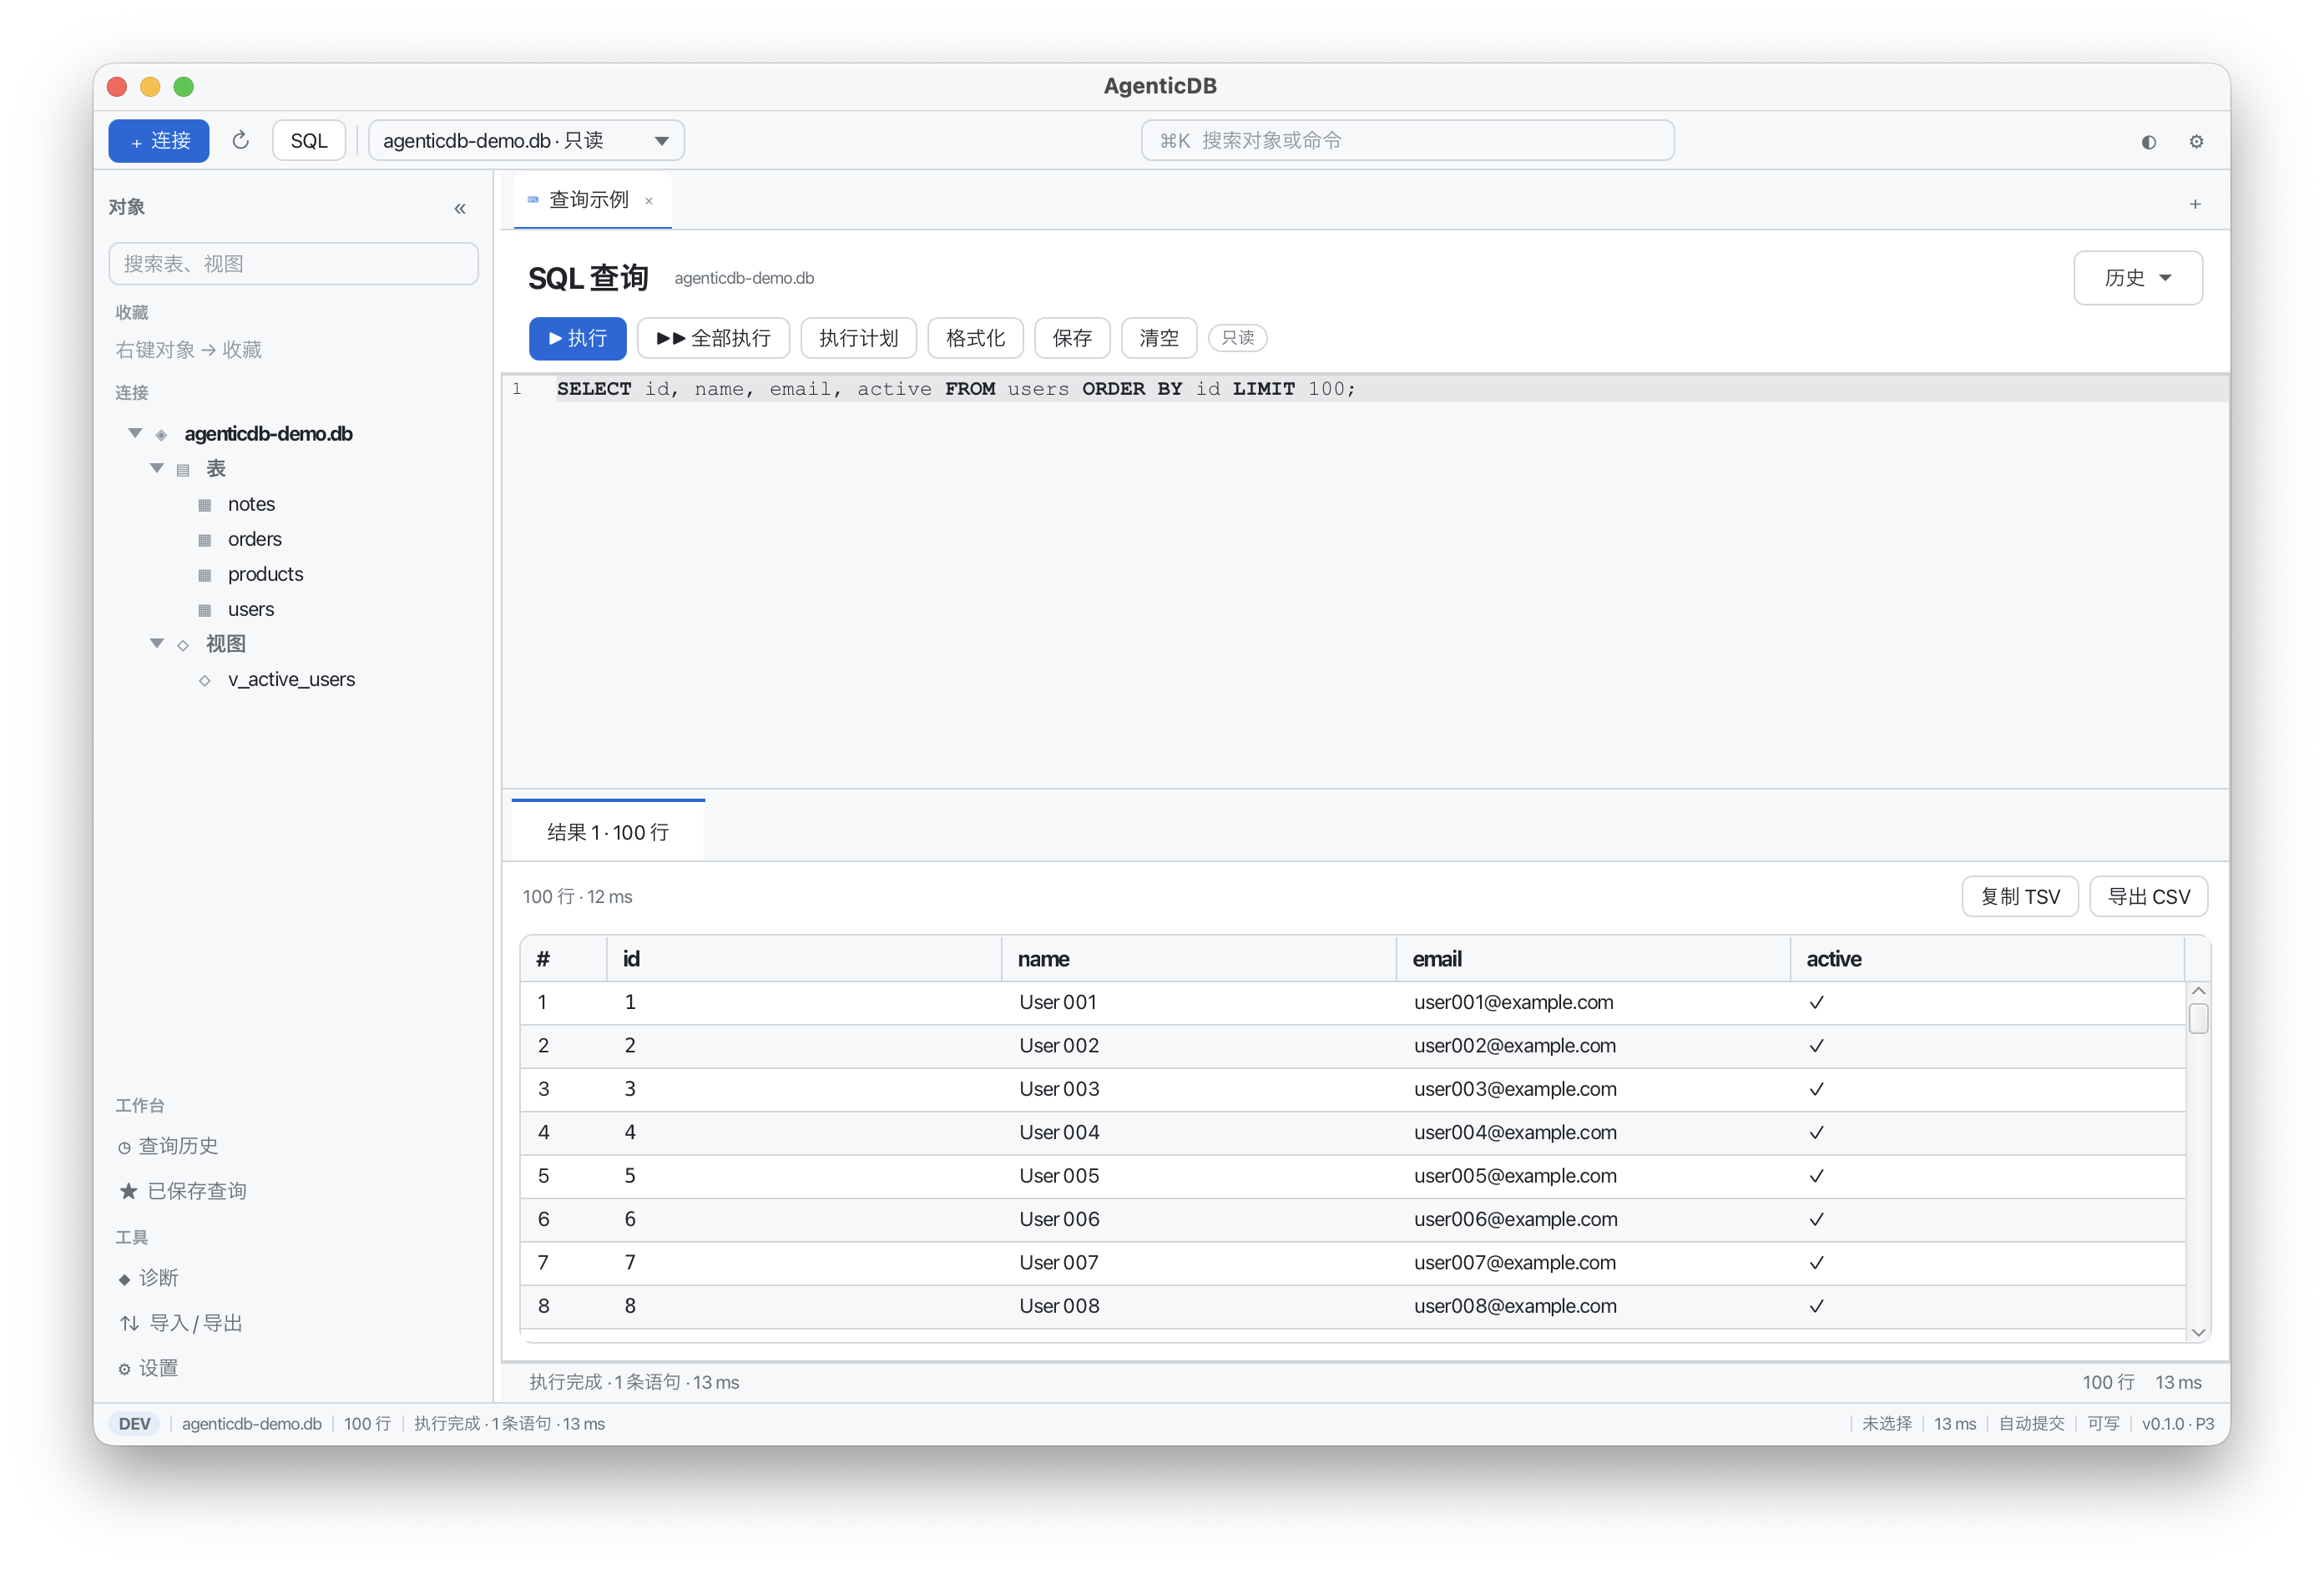 AgenticDB
+ 连接 SQL agenticdb-demo.db · 只读 ⌘K 搜索对象或命令
对象 «
搜索表、视图
收藏
右键对象 → 收藏
连接
agenticdb-demo.db
表
notes
orders
products
users
视图
v_active_users
工作台
查询历史
★ 已保存查询
工具
诊断
导入 / 导出
设置
查询示例 × +
SQL 查询 agenticdb-demo.db 历史
▶ 执行 ▶▶ 全部执行 执行计划 格式化 保存 清空 只读
1 SELECT id, name, email, active FROM users ORDER BY id LIMIT 100;
结果 1 · 100 行
100 行 · 12 ms 复制 TSV 导出 CSV
# id name email active
1 1 User 001 user001@example.com ✓
2 2 User 002 user002@example.com ✓
3 3 User 003 user003@example.com ✓
4 4 User 004 user004@example.com ✓
5 5 User 005 user005@example.com ✓
6 6 User 006 user006@example.com ✓
7 7 User 007 user007@example.com ✓
8 8 User 008 user008@example.com ✓
执行完成 · 1 条语句 · 13 ms 100 行 13 ms
DEV agenticdb-demo.db 100 行 执行完成 · 1 条语句 · 13 ms 未选择 13 ms 自动提交 可写 v0.1.0 · P3